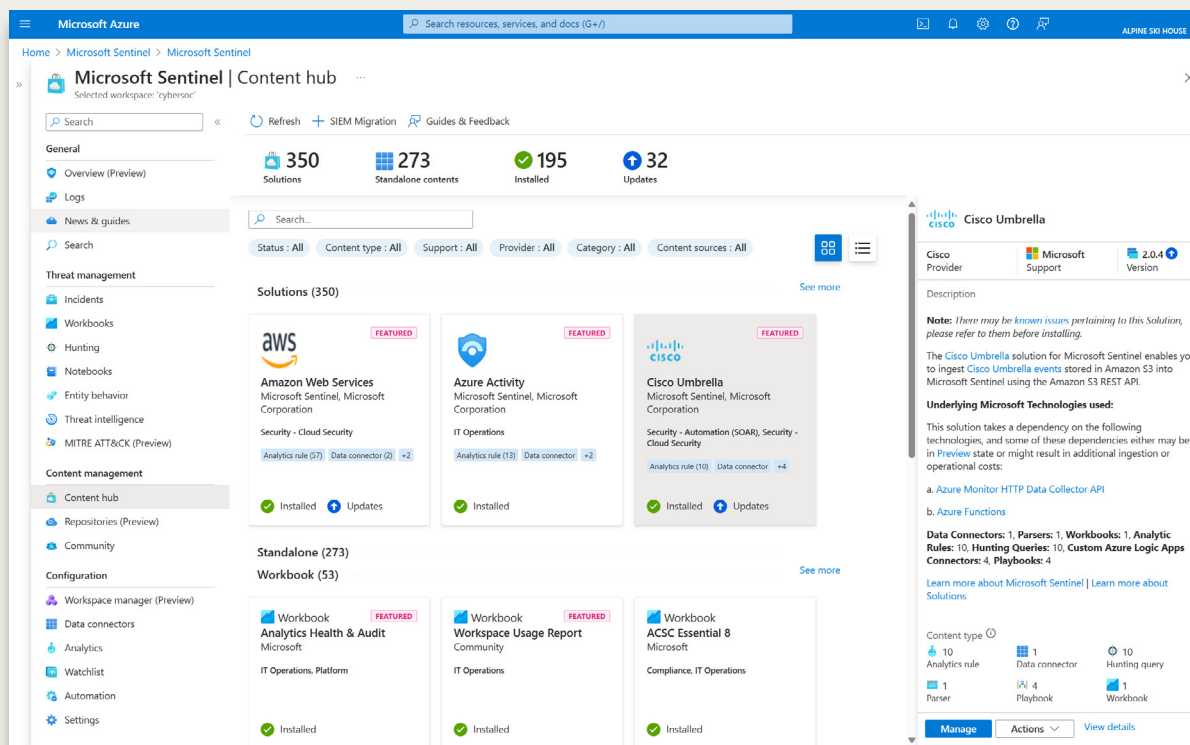 Microsoft Azure
Search resources, services, and docs (G+/)
ALPINE SKI HOUSE
Home > Microsoft Sentinel > Microsoft Sentinel
Microsoft Sentinel | Content hub ...
Selected workspace: 'cybersoc'
Search
General
Overview (Preview)
Logs
News & guides
Search
Threat management
Incidents
Workbooks
Hunting
Notebooks
Entity behavior
Threat intelligence
MITRE ATT&CK (Preview)
Content management
Content hub
Repositories (Preview)
Community
Configuration
Workspace manager (Preview)
Data connectors
Analytics
Watchlist
Automation
Settings
Refresh SIEM Migration Guides & Feedback
350 273 195 32
Solutions Standalone contents Installed Updates
Search...
Status : All Content type : All Support : All Provider : All Category : All Content sources : All
Solutions (350) See more
aws FEATURED
Amazon Web Services
Microsoft Sentinel, Microsoft
Corporation
Security - Cloud Security
Analytics rule (57) Data connector (2) +2
Installed Updates
FEATURED
Azure Activity
Microsoft Sentinel, Microsoft
Corporation
IT Operations
Analytics rule (13) Data connector +2
Installed
CISCO FEATURED
Cisco Umbrella
Microsoft Sentinel, Microsoft
Corporation
Security - Automation (SOAR), Security -
Cloud Security
Analytics rule (10) Data connector +4
Installed Updates
Standalone (273)
Workbook (53) See more
Workbook FEATURED
Analytics Health & Audit
Microsoft
IT Operations, Platform
Installed
Workbook FEATURED
Workspace Usage Report
Community
IT Operations
Installed
Workbook
ACSC Essential 8
Microsoft
Compliance, IT Operations
Installed
CISCO Cisco Umbrella
Cisco Microsoft 2.0.4
Provider Support Version
Description
Note: There may be known issues pertaining to this Solution,
please refer to them before installing.
The Cisco Umbrella solution for Microsoft Sentinel enables yo
to ingest Cisco Umbrella events stored in Amazon S3 into
Microsoft Sentinel using the Amazon S3 REST API.
Underlying Microsoft Technologies used:
This solution takes a dependency on the following
technologies, and some of these dependencies either may be
in Preview state or might result in additional ingestion or
operational costs:
a. Azure Monitor HTTP Data Collector API
b. Azure Functions
Data Connectors: 1, Parsers: 1, Workbooks: 1, Analytic
Rules: 10, Hunting Queries: 10, Custom Azure Logic Apps
Connectors: 4, Playbooks: 4
Learn more about Microsoft Sentinel | Learn more about
Solutions
Content type
10 1 10
Analytics rule Data connector Hunting query
1 4 1
Parser Playbook Workbook
Manage Actions View details